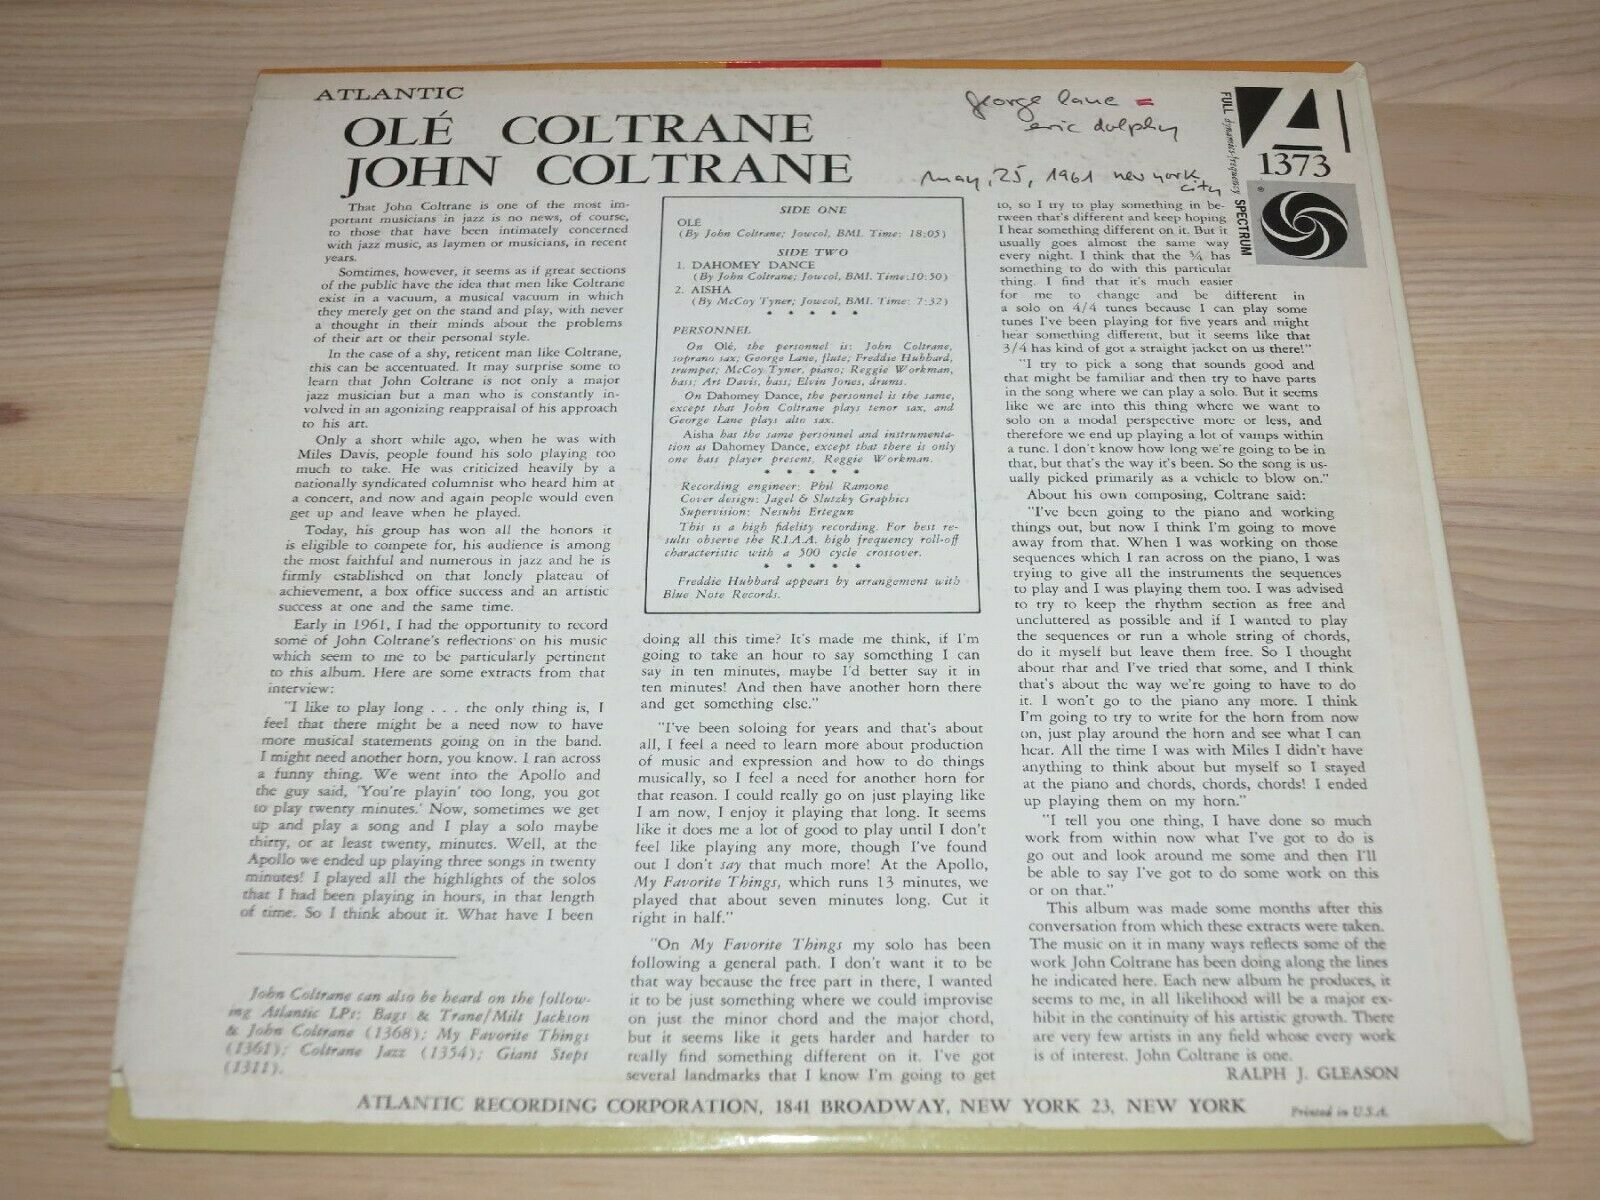 ATLANTIC
OLÉ COLTRANE
JOHN COLTRANE
george lane =
eric dolphy
may, 25, 1961 new york
city
FULL dynamics/frequency SPECTRUM
A
1373
®
That John Coltrane is one of the most im-
portant musicians in jazz is no news, of course,
to those that have been intimately concerned
with jazz music, as laymen or musicians, in recent
years.
Somtimes, however, it seems as if great sections
of the public have the idea that men like Coltrane
exist in a vacuum, a musical vacuum in which
they merely get on the stand and play, with never
a thought in their minds about the problems
of their art or their personal style.
In the case of a shy, reticent man like Coltrane,
this can be accentuated. It may surprise some to
learn that John Coltrane is not only a major
jazz musician but a man who is constantly in-
volved in an agonizing reappraisal of his approach
to his art.
Only a short while ago, when he was with
Miles Davis, people found his solo playing too
much to take. He was criticized heavily by a
nationally syndicated columnist who heard him at
a concert, and now and again people would even
get up and leave when he played.
Today, his group has won all the honors it
is eligible to compete for, his audience is among
the most faithful and numerous in jazz and he is
firmly established on that lonely plateau of
achievement, a box office success and an artistic
success at one and the same time.
Early in 1961, I had the opportunity to record
some of John Coltrane's reflections on his music
which seem to me to be particularly pertinent
to this album. Here are some extracts from that
interview:
"I like to play long . . . the only thing is, I
feel that there might be a need now to have
more musical statements going on in the band.
I might need another horn, you know. I ran across
a funny thing. We went into the Apollo and
the guy said, 'You're playin' too long, you got
to play twenty minutes.' Now, sometimes we get
up and play a song and I play a solo maybe
thirty, or at least twenty, minutes. Well, at the
Apollo we ended up playing three songs in twenty
minutes! I played all the highlights of the solos
that I had been playing in hours, in that length
of time. So I think about it. What have I been
John Coltrane can also be heard on the follow-
ing Atlantic LPs: Bags & Trane/Milt Jackson
& John Coltrane (1368); My Favorite Things
(1361); Coltrane Jazz (1354); Giant Steps
(1311).
SIDE ONE
OLÉ
(By John Coltrane; Jowcol, BMI. Time: 18:05)
SIDE TWO
1. DAHOMEY DANCE
(By John Coltrane; Jowcol, BMI. Time: 10:50)
2. AISHA
(By McCoy Tyner; Jowcol, BMI. Time: 7:32)
* * * * *
PERSONNEL
On Olé, the personnel is: John Coltrane,
soprano sax; George Lane, flute; Freddie Hubbard,
trumpet; McCoy Tyner, piano; Reggie Workman,
bass; Art Davis, bass; Elvin Jones, drums.
On Dahomey Dance, the personnel is the same,
except that John Coltrane plays tenor sax, and
George Lane plays alto sax.
Aisha has the same personnel and instrumenta-
tion as Dahomey Dance, except that there is only
one bass player present, Reggie Workman.
* * * * *
Recording engineer: Phil Ramone
Cover design: Jagel & Slutzky Graphics
Supervision: Nesuhi Ertegun
This is a high fidelity recording. For best re-
sults observe the R.I.A.A. high frequency roll-off
characteristic with a 500 cycle crossover.
* * * * *
Freddie Hubbard appears by arrangement with
Blue Note Records.
doing all this time? It's made me think, if I'm
going to take an hour to say something I can
say in ten minutes, maybe I'd better say it in
ten minutes! And then have another horn there
and get something else."
"I've been soloing for years and that's about
all, I feel a need to learn more about production
of music and expression and how to do things
musically, so I feel a need for another horn for
that reason. I could really go on just playing like
I am now, I enjoy it playing that long. It seems
like it does me a lot of good to play until I don't
feel like playing any more, though I've found
out I don't say that much more! At the Apollo,
My Favorite Things, which runs 13 minutes, we
played that about seven minutes long. Cut it
right in half."
"On My Favorite Things my solo has been
following a general path. I don't want it to be
that way because the free part in there, I wanted
it to be just something where we could improvise
on just the minor chord and the major chord,
but it seems like it gets harder and harder to
really find something different on it. I've got
several landmarks that I know I'm going to get
to, so I try to play something in be-
tween that's different and keep hoping
I hear something different on it. But it
usually goes almost the same way
every night. I think that the ¾ has
something to do with this particular
thing. I find that it's much easier
for me to change and be different in
a solo on 4/4 tunes because I can play some
tunes I've been playing for five years and might
hear something different, but it seems like that
3/4 has kind of got a straight jacket on us there!"
"I try to pick a song that sounds good and
that might be familiar and then try to have parts
in the song where we can play a solo. But it seems
like we are into this thing where we want to
solo on a modal perspective more or less, and
therefore we end up playing a lot of vamps within
a tune. I don't know how long we're going to be in
that, but that's the way it's been. So the song is us-
ually picked primarily as a vehicle to blow on."
About his own composing, Coltrane said:
"I've been going to the piano and working
things out, but now I think I'm going to move
away from that. When I was working on those
sequences which I ran across on the piano, I was
trying to give all the instruments the sequences
to play and I was playing them too. I was advised
to try to keep the rhythm section as free and
uncluttered as possible and if I wanted to play
the sequences or run a whole string of chords,
do it myself but leave them free. So I thought
about that and I've tried that some, and I think
that's about the way we're going to have to do
it. I won't go to the piano any more. I think
I'm going to try to write for the horn from now
on, just play around the horn and see what I can
hear. All the time I was with Miles I didn't have
anything to think about but myself so I stayed
at the piano and chords, chords, chords! I ended
up playing them on my horn."
"I tell you one thing, I have done so much
work from within now what I've got to do is
go out and look around me some and then I'll
be able to say I've got to do some work on this
or on that."
This album was made some months after this
conversation from which these extracts were taken.
The music on it in many ways reflects some of the
work John Coltrane has been doing along the lines
he indicated here. Each new album he produces, it
seems to me, in all likelihood will be a major ex-
hibit in the continuity of his artistic growth. There
are very few artists in any field whose every work
is of interest. John Coltrane is one.
RALPH J. GLEASON
ATLANTIC RECORDING CORPORATION, 1841 BROADWAY, NEW YORK 23, NEW YORK
Printed in U.S.A.